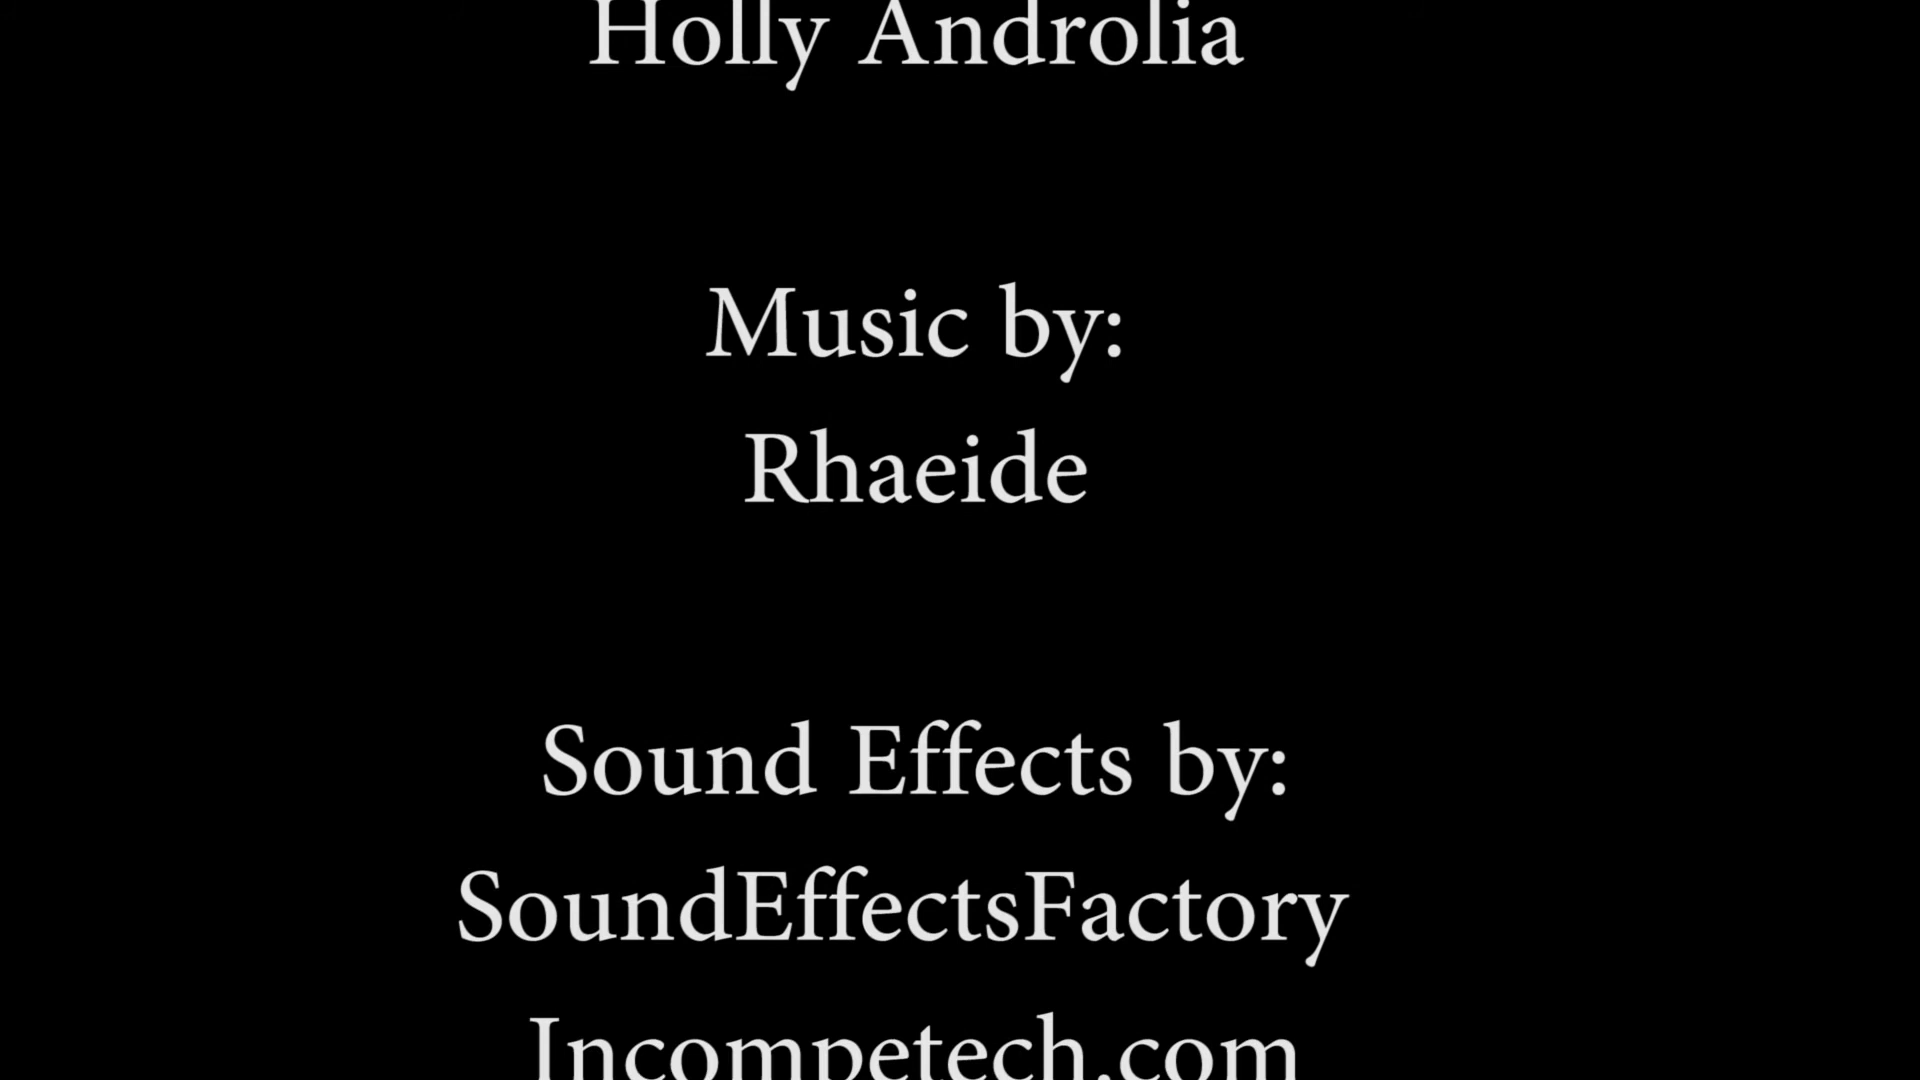 Holly Androlia
Music by:
Rhaeide
Sound Effects by:
SoundEffectsFactory
Incompetech.com